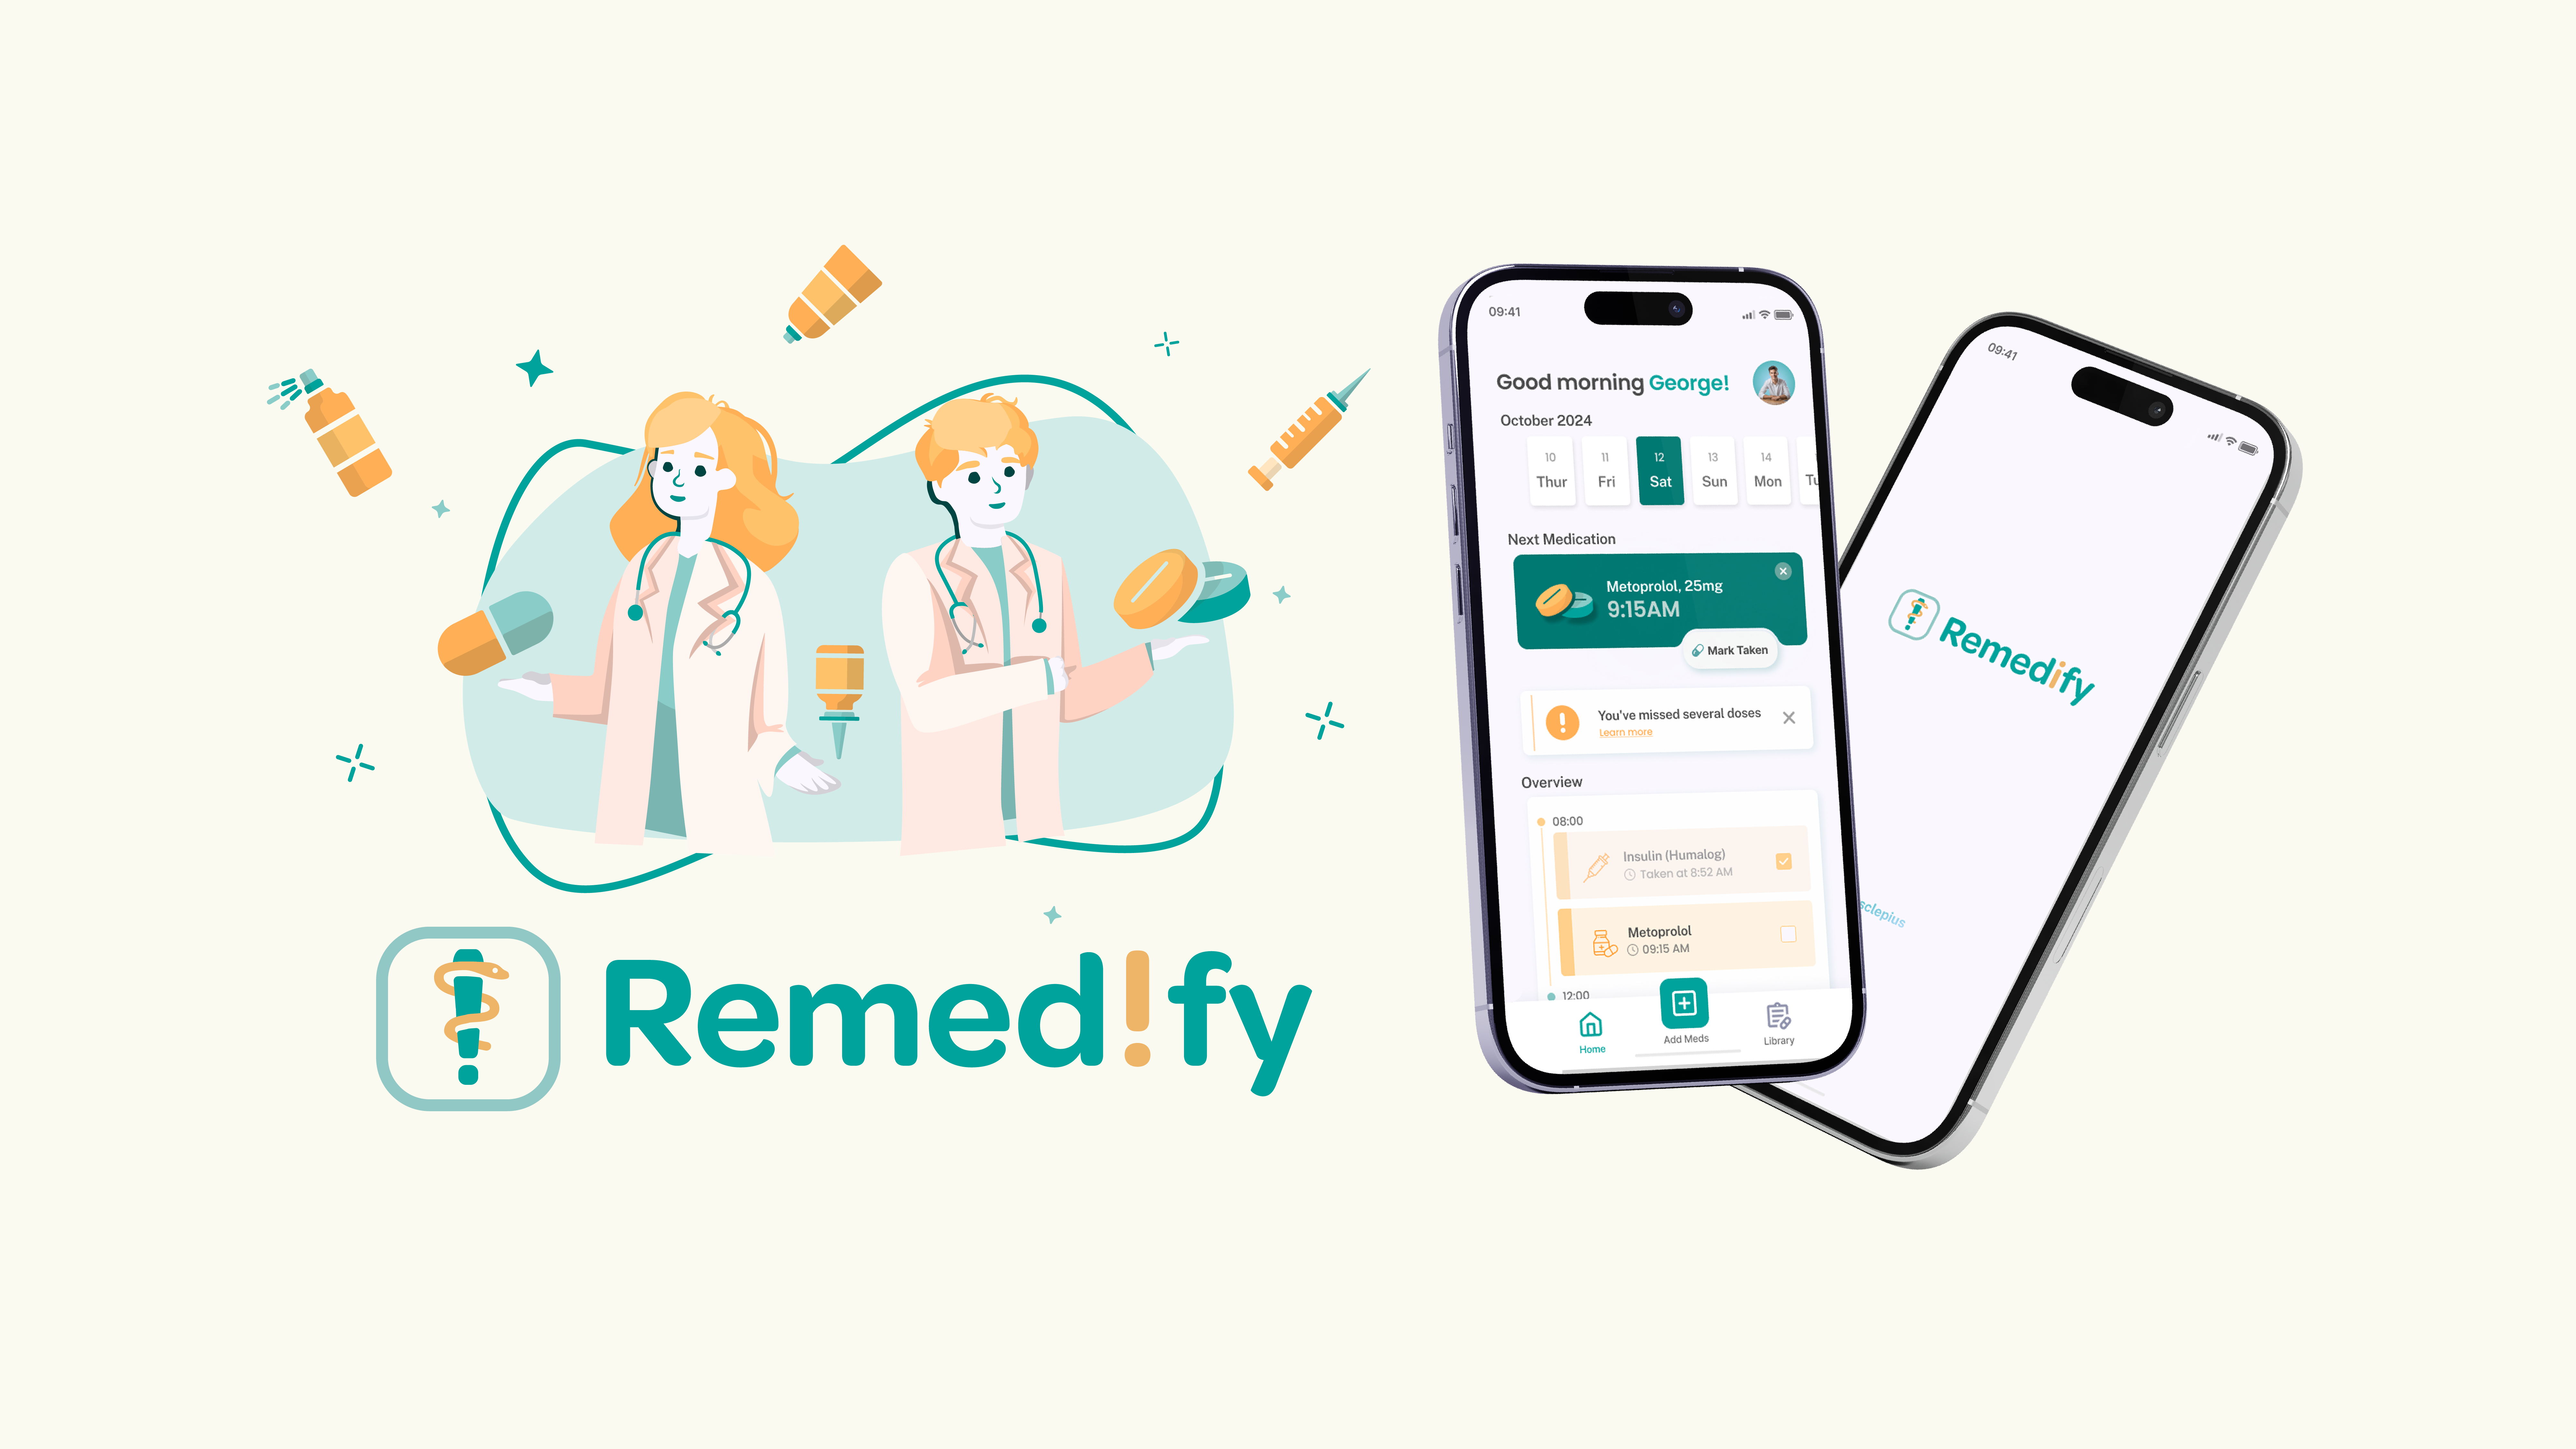 Remed!fy
09:41
Good morning George!
October 2024
10 11 12 13 14
Thur Fri Sat Sun Mon
Next Medication
Metoprolol, 25mg
9:15AM
Mark Taken
You've missed several doses
Learn more
Overview
08:00
Insulin (Humalog)
Taken at 8:52 AM
Metoprolol
09:15 AM
12:00
Home
Add Meds
Library
09:41
Remed!fy